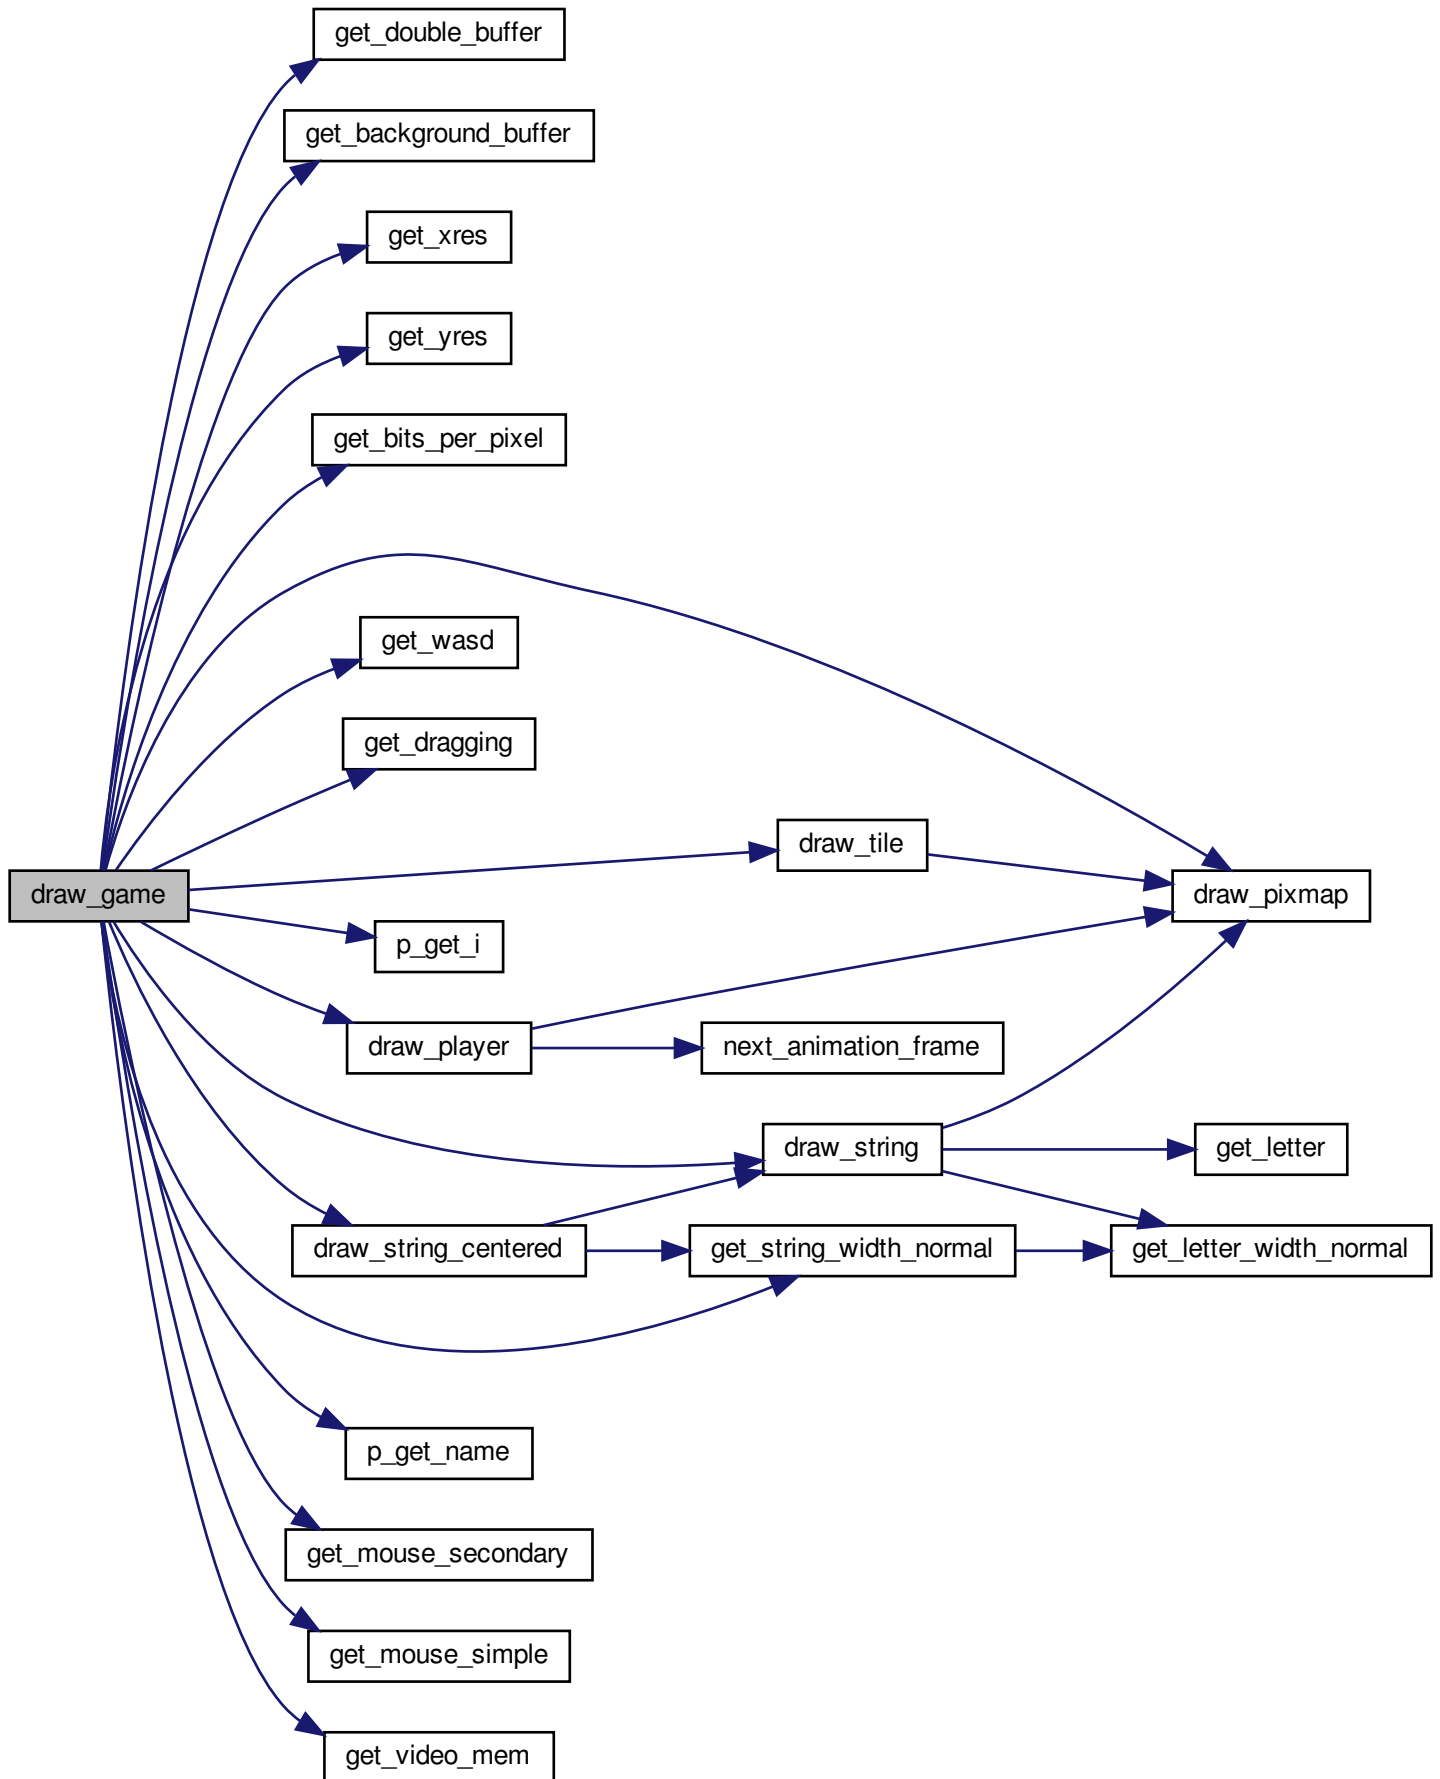 get_double_buffer
get_background_buffer
get_xres
get_yres
get_bits_per_pixel
get_wasd
get_dragging
draw_tile
draw_game
draw_pixmap
p_get_i
draw_player
next_animation_frame
draw_string
get_letter
draw_string_centered
get_string_width_normal
get_letter_width_normal
p_get_name
get_mouse_secondary
get_mouse_simple
get_video_mem